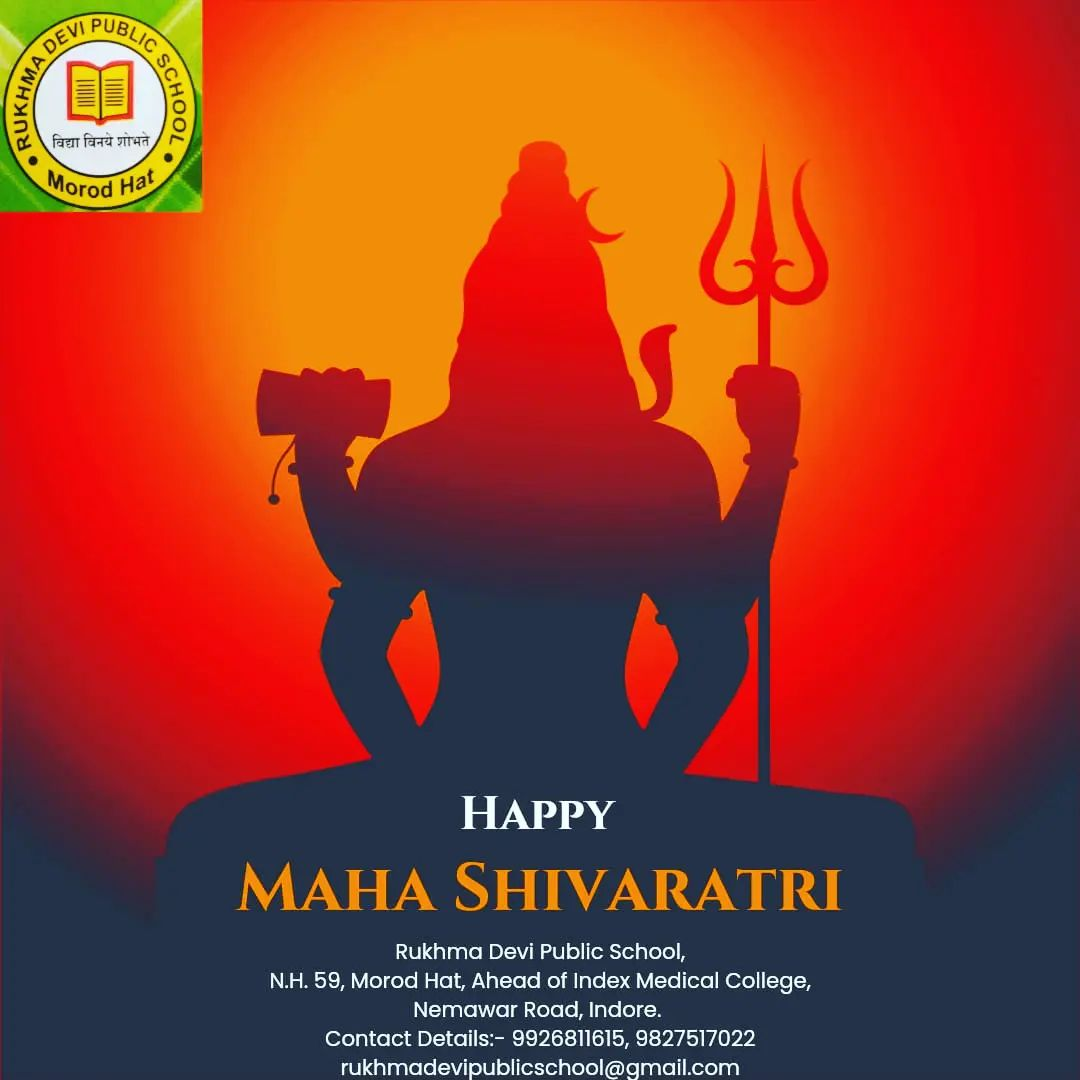 RUKHMA DEVI PUBLIC SCHOOL
विद्या विनये शोभते
• Morod Hat •
HAPPY
MAHA SHIVARATRI
Rukhma Devi Public School,
N.H. 59, Morod Hat, Ahead of Index Medical College,
Nemawar Road, Indore.
Contact Details:- 9926811615, 9827517022
rukhmadevipublicschool@gmail.com